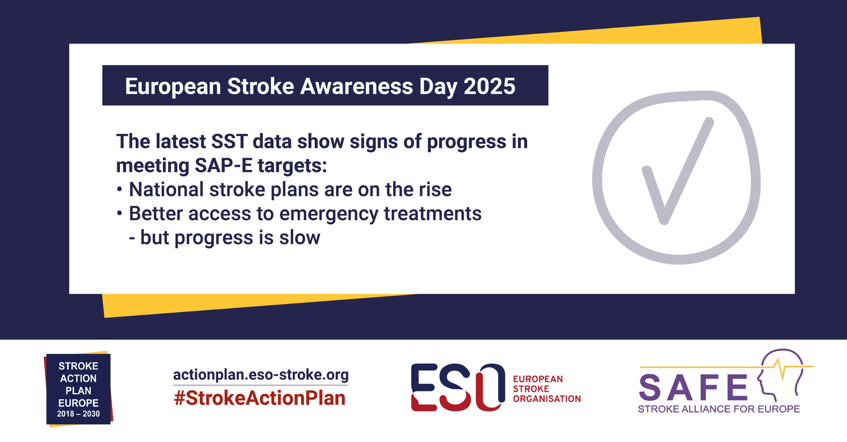 European Stroke Awareness Day 2025
The latest SST data show signs of progress in
meeting SAP-E targets:
• National stroke plans are on the rise
• Better access to emergency treatments
- but progress is slow
STROKE
ACTION
PLAN
EUROPE
2018 – 2030
actionplan.eso-stroke.org
#StrokeActionPlan
ESO
EUROPEAN
STROKE
ORGANISATION
SAFE
STROKE ALLIANCE FOR EUROPE